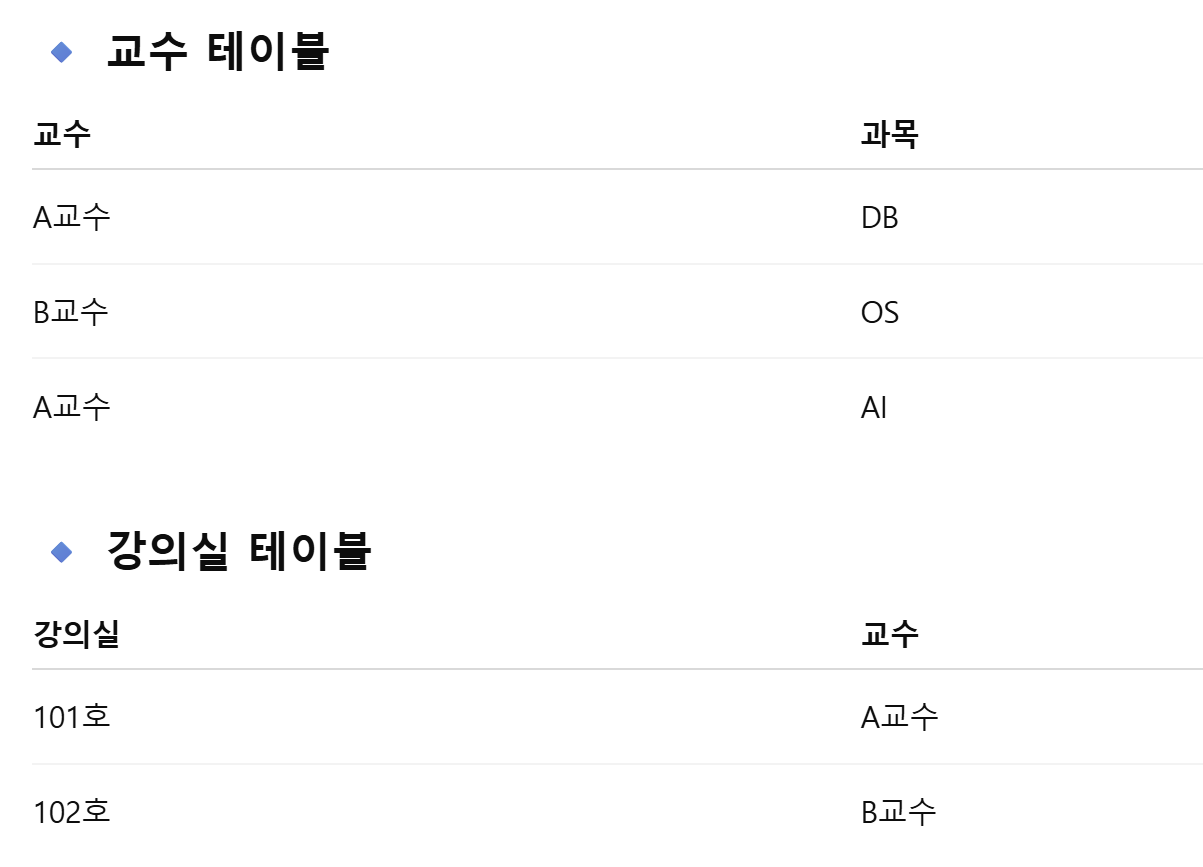 교수 테이블
교수 과목
A교수 DB
B교수 OS
A교수 AI
강의실 테이블
강의실 교수
101호 A교수
102호 B교수